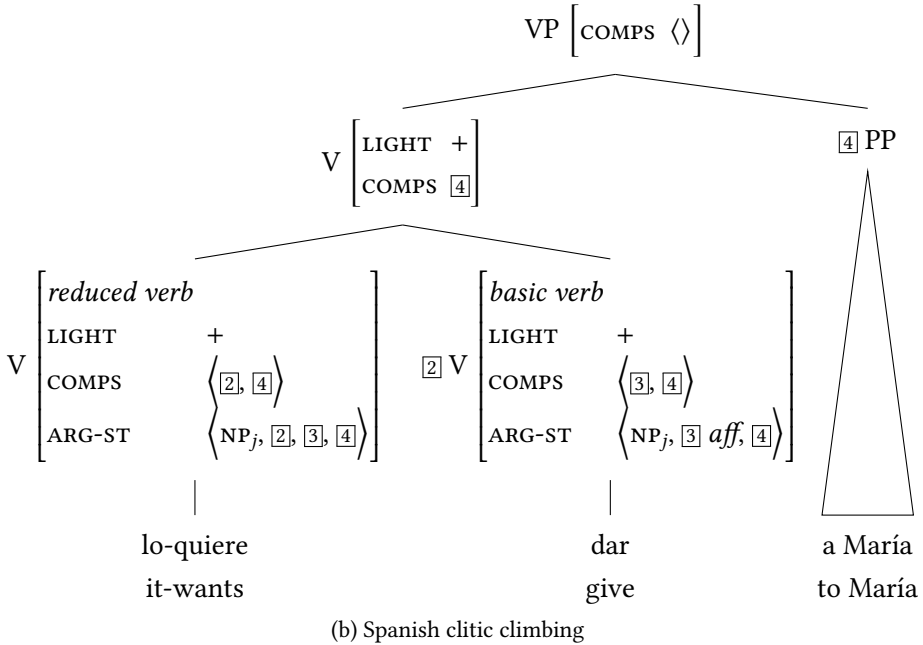 VP [COMPS ⟨⟩]
V [LIGHT +
COMPS 4]
4 PP
V [reduced verb
LIGHT +
COMPS ⟨2, 4⟩
ARG-ST ⟨NPj, 2, 3, 4⟩]
2 V [basic verb
LIGHT +
COMPS ⟨3, 4⟩
ARG-ST ⟨NPj, 3 aff, 4⟩]
lo-quiere dar a María
it-wants give to María
(b) Spanish clitic climbing